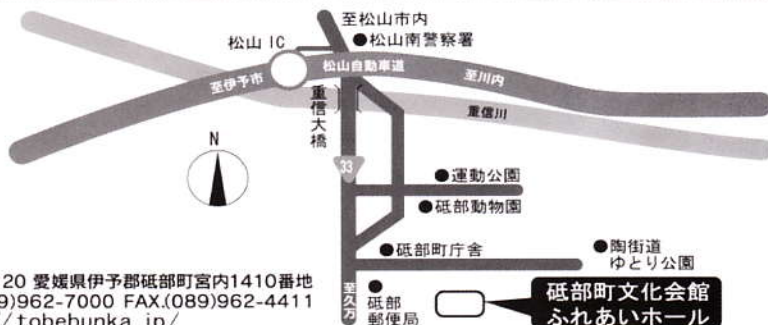 至松山市内
松山 IC
●松山南警察署
至伊予市
松山自動車道
至川内
重信大橋
重信川
N
33
●運動公園
●砥部動物園
●砥部町庁舎
●陶街道
ゆとり公園
至久万
●
砥部
郵便局
砥部町文化会館
ふれあいホール
20 愛媛県伊予郡砥部町宮内1410番地
9)962-7000 FAX.(089)962-4411
//tobebunka.jp/